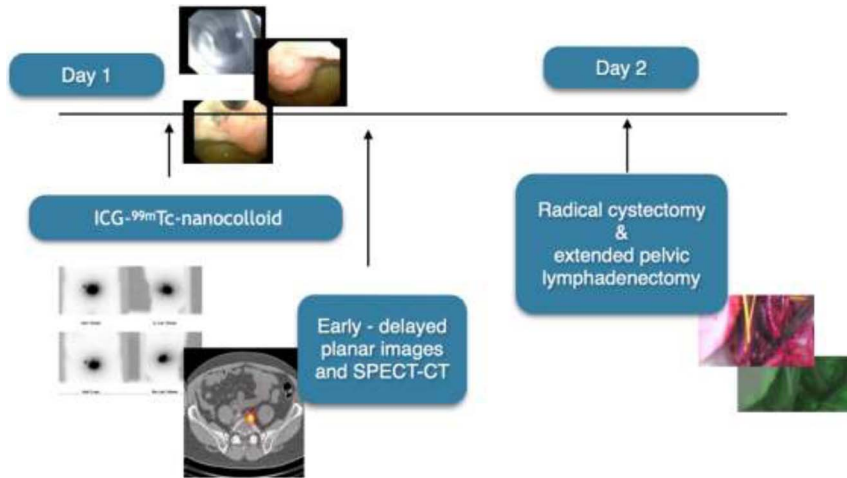 Day 1
Day 2
ICG-⁹⁹ᵐTc-nanocolloid
Radical cystectomy
&
extended pelvic
lymphadenectomy
Early - delayed
planar images
and SPECT-CT